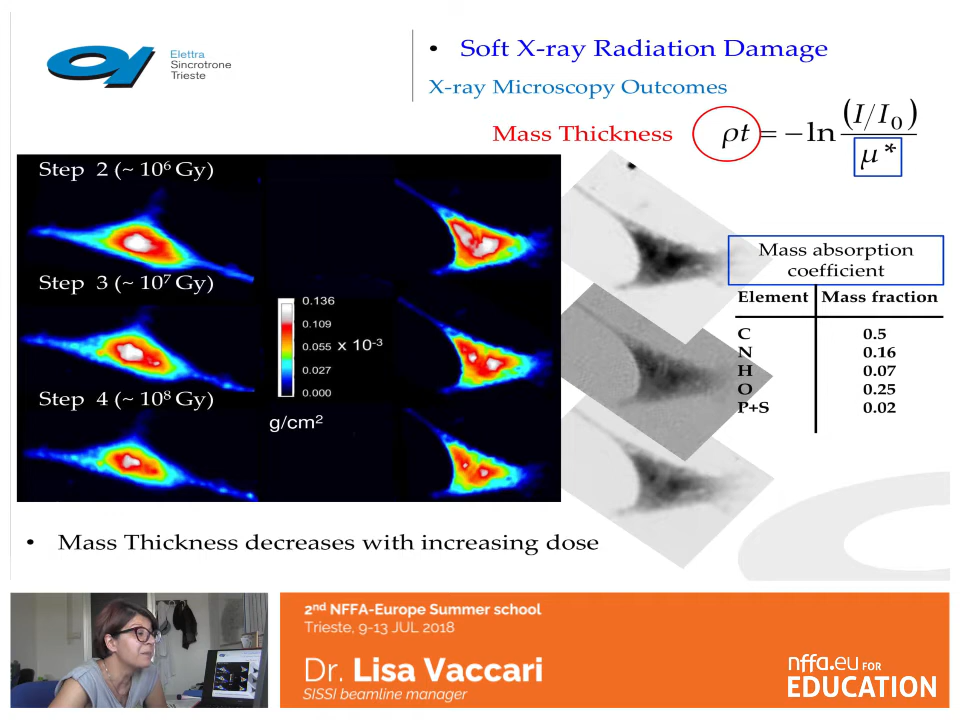 Elettra
Sincrotrone
Trieste
• Soft X-ray Radiation Damage
X-ray Microscopy Outcomes
Mass Thickness ρt = −ln (I/I₀) / μ*
Step 2 (~ 10⁶ Gy)
Step 3 (~ 10⁷ Gy)
Step 4 (~ 10⁸ Gy)
0.136
0.109
0.055
0.027
0.000
x 10⁻³
g/cm²
Mass absorption
coefficient
Element Mass fraction
C 0.5
N 0.16
H 0.07
O 0.25
P+S 0.02
• Mass Thickness decreases with increasing dose
2nd NFFA-Europe Summer school
Trieste, 9-13 JUL 2018
Dr. Lisa Vaccari
SISSI beamline manager
nffa.eu FOR
EDUCATION